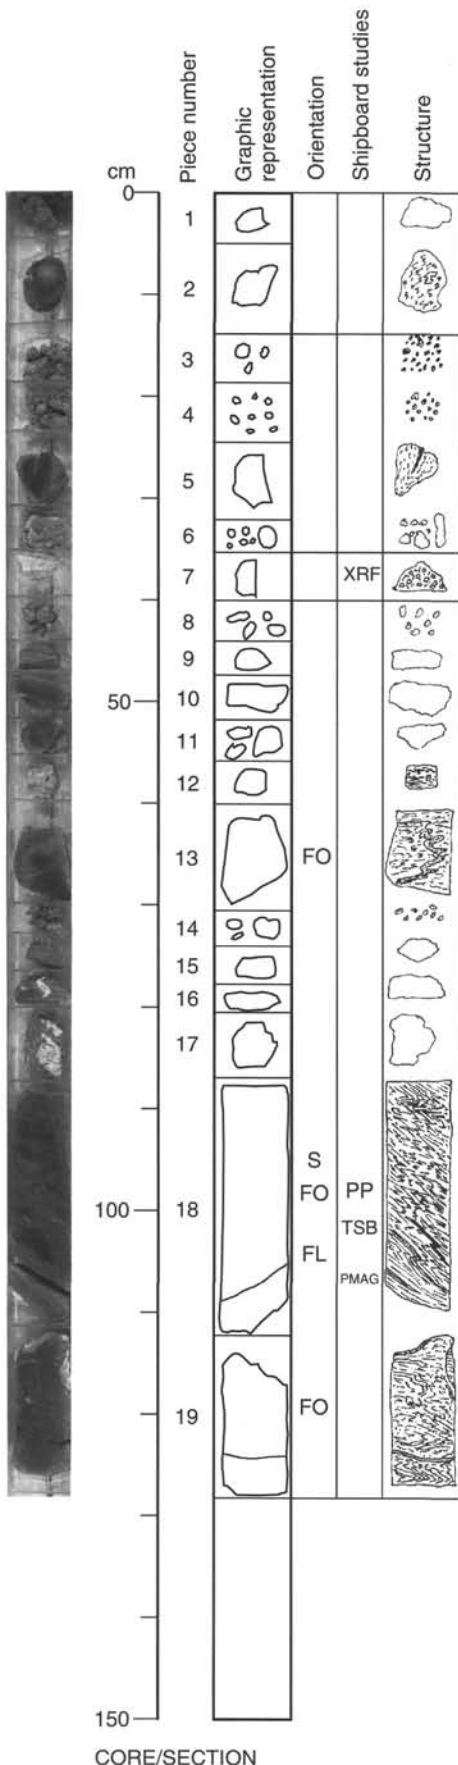 cm
Piece number
Graphic representation
Orientation
Shipboard studies
Structure
0
1
2
3
4
5
6
7 XRF
8
9
50
10
11
12
13 FO
14
15
16
17
S
FO PP
100 18
TSB
FL
PMAG
19 FO
150
CORE/SECTION